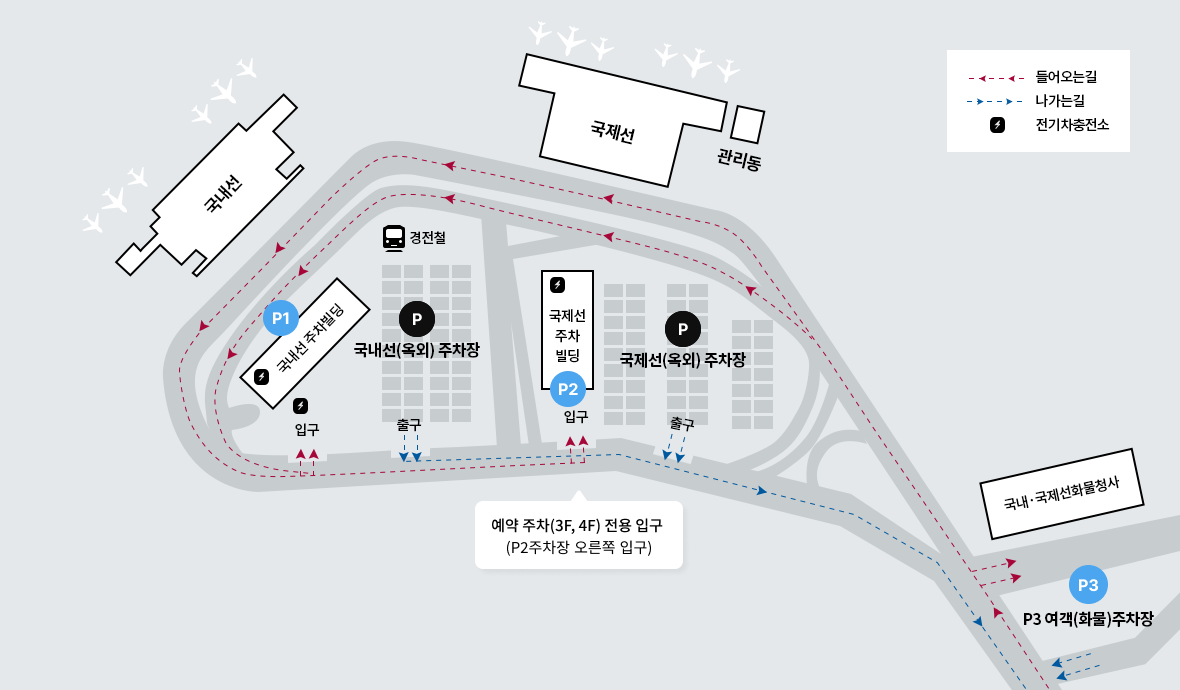 들어오는길
나가는길
전기차충전소
국제선
관리동
국내선
경전철
P1
국내선 주차빌딩
P
국내선(옥외) 주차장
국제선
주차
빌딩
P2
P
국제선(옥외) 주차장
입구
출구
입구
출구
예약 주차(3F, 4F) 전용 입구
(P2주차장 오른쪽 입구)
국내·국제선화물청사
P3
P3 여객(화물)주차장